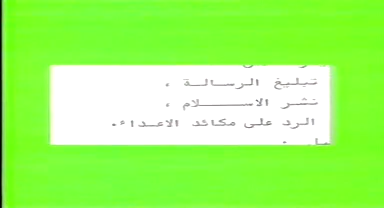 تبليغ الرسالة ،
نشر الاسلام ،
الرد على مكائد الاعداء.